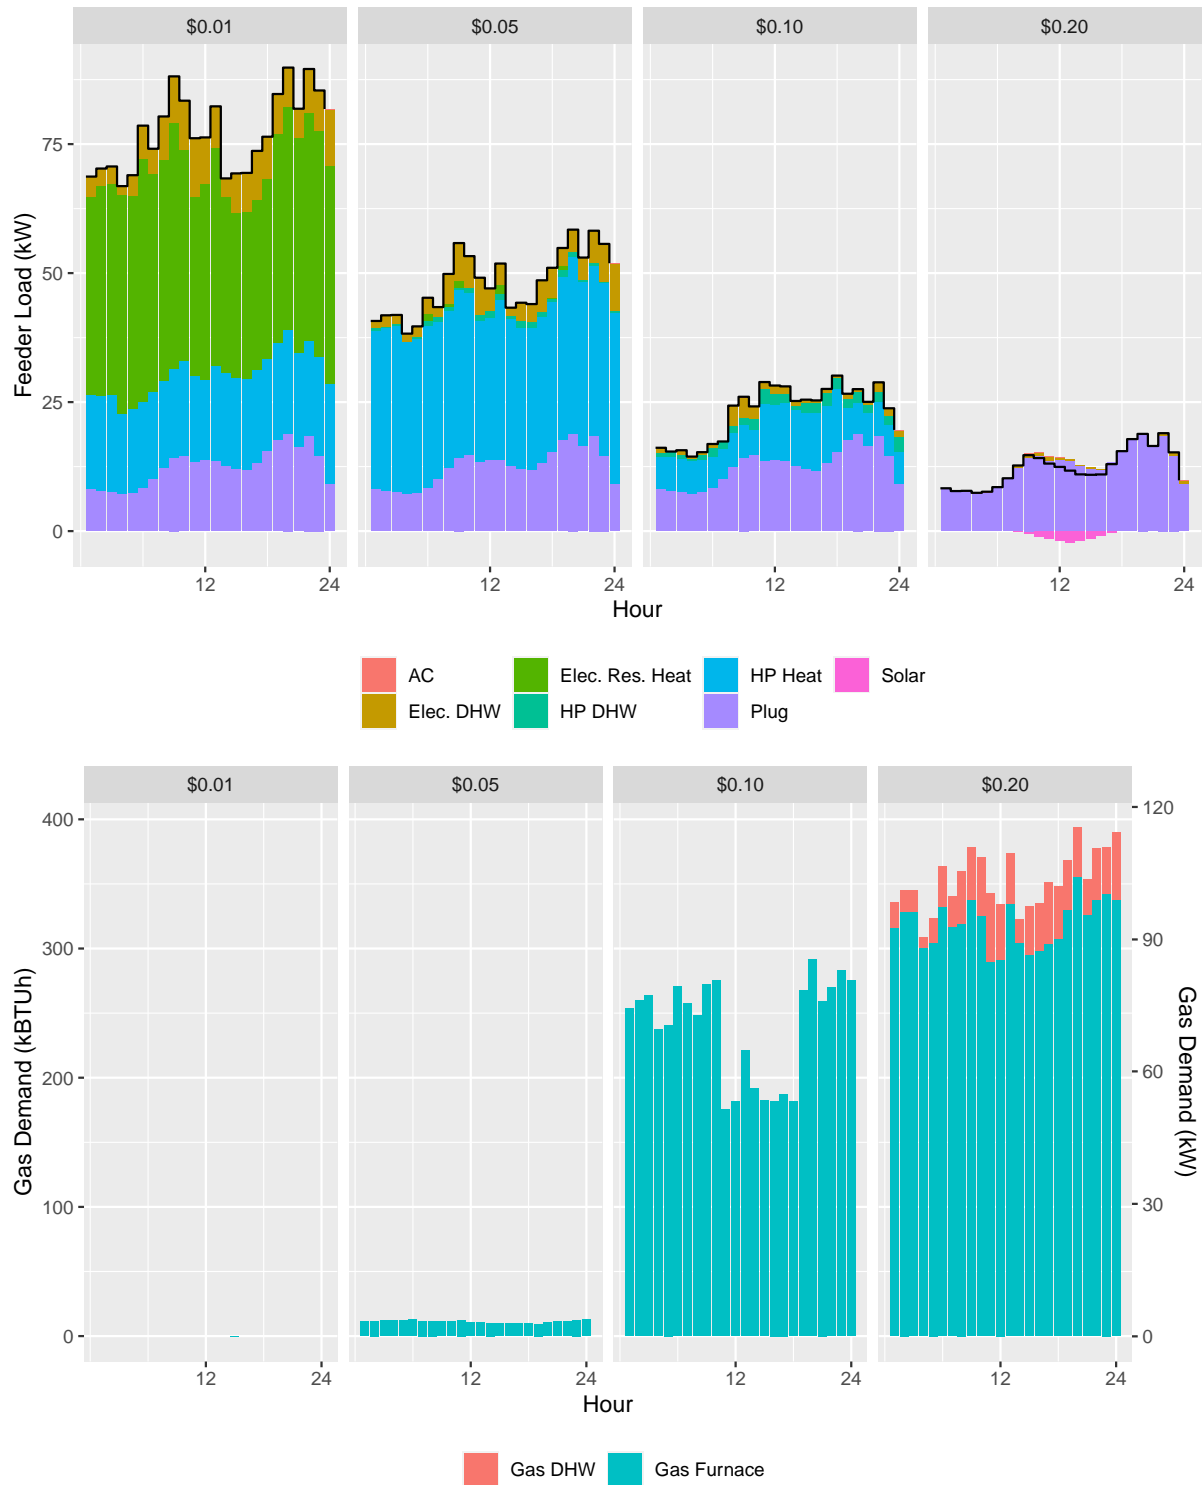 $0.01 $0.05 $0.10 $0.20
Feeder Load (kW)
75
50
25
0
12 24 12 24 12 24 12 24
Hour
AC Elec. Res. Heat HP Heat Solar
Elec. DHW HP DHW Plug
$0.01 $0.05 $0.10 $0.20
Gas Demand (kBTUh)
400
300
200
100
0
120
90
60
30
0
Gas Demand (kW)
12 24 12 24 12 24 12 24
Hour
Gas DHW Gas Furnace